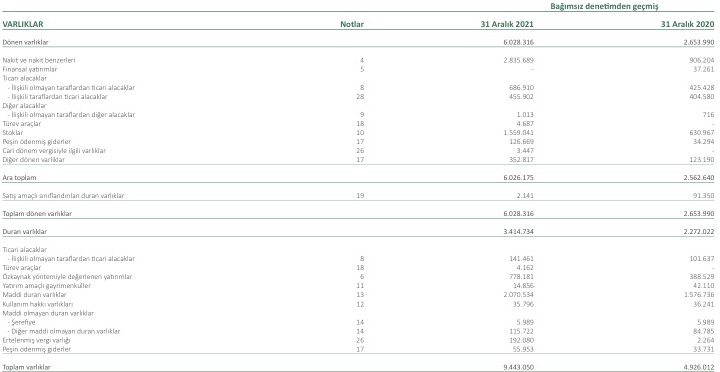 Bağımsız denetimden geçmiş
VARLIKLAR Notlar 31 Aralık 2021 31 Aralık 2020
Dönen varlıklar 6.028.316 2.653.990
Nakit ve nakit benzerleri 4 2.835.689 906.204
Finansal yatırımlar 5 - 37.261
Ticari alacaklar
- İlişkili olmayan taraflardan ticari alacaklar 8 686.910 425.428
- İlişkili taraflardan ticari alacaklar 28 455.902 404.580
Diğer alacaklar
- İlişkili olmayan taraflardan diğer alacaklar 9 1.013 716
Türev araçlar 18 4.687 -
Stoklar 10 1.559.041 630.967
Peşin ödenmiş giderler 17 126.669 34.294
Cari dönem vergisiyle ilgili varlıklar 26 3.447 -
Diğer dönen varlıklar 17 352.817 123.190
Ara toplam 6.026.175 2.562.640
Satış amaçlı sınıflandırılan duran varlıklar 19 2.141 91.350
Toplam dönen varlıklar 6.028.316 2.653.990
Duran varlıklar 3.414.734 2.272.022
Ticari alacaklar
- İlişkili olmayan taraflardan ticari alacaklar 8 141.461 101.637
Türev araçlar 18 4.162 -
Özkaynak yöntemiyle değerlenen yatırımlar 6 778.181 388.529
Yatırım amaçlı gayrimenkuller 11 14.856 42.110
Maddi duran varlıklar 13 2.070.534 1.576.736
Kullanım hakkı varlıkları 12 35.796 36.241
Maddi olmayan duran varlıklar
- Şerefiye 14 5.989 5.989
- Diğer maddi olmayan duran varlıklar 14 115.722 84.785
Ertelenmiş vergi varlığı 26 192.080 2.264
Peşin ödenmiş giderler 17 55.953 33.731
Toplam varlıklar 9.443.050 4.926.012